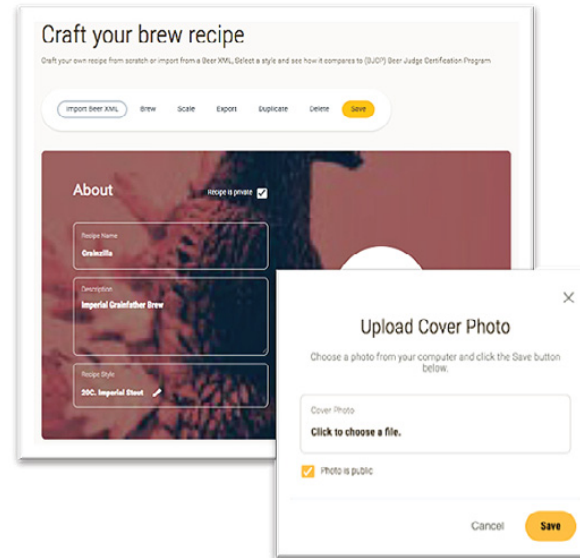 Craft your brew recipe
Craft your own recipe from scratch or import from a Beer XML, Select a style and see how it compares to (BJCP) Beer Judge Certification Program
Import Beer XML Brew Scale Export Duplicate Delete Save
About
Recipe is private
Recipe Name
Grainzilla
Description
Imperial Grainfather Brew
Recipe Style
20C. Imperial Stout
Upload Cover Photo
Choose a photo from your computer and click the Save button
below.
Cover Photo
Click to choose a file.
Photo is public
Cancel Save